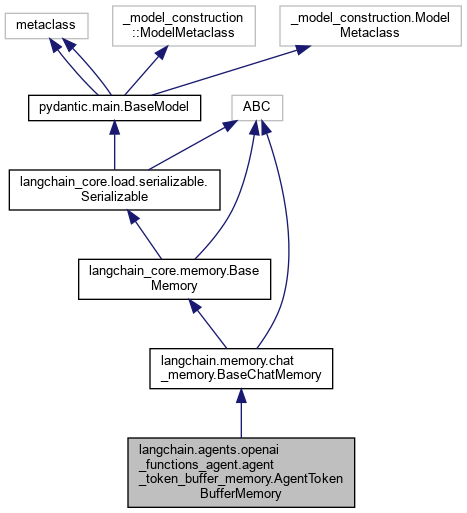 metaclass
_model_construction
::ModelMetaclass
_model_construction.Model
Metaclass
pydantic.main.BaseModel
ABC
langchain_core.load.serializable.
Serializable
langchain_core.memory.Base
Memory
langchain.memory.chat
_memory.BaseChatMemory
langchain.agents.openai
_functions_agent.agent
_token_buffer_memory.AgentToken
BufferMemory